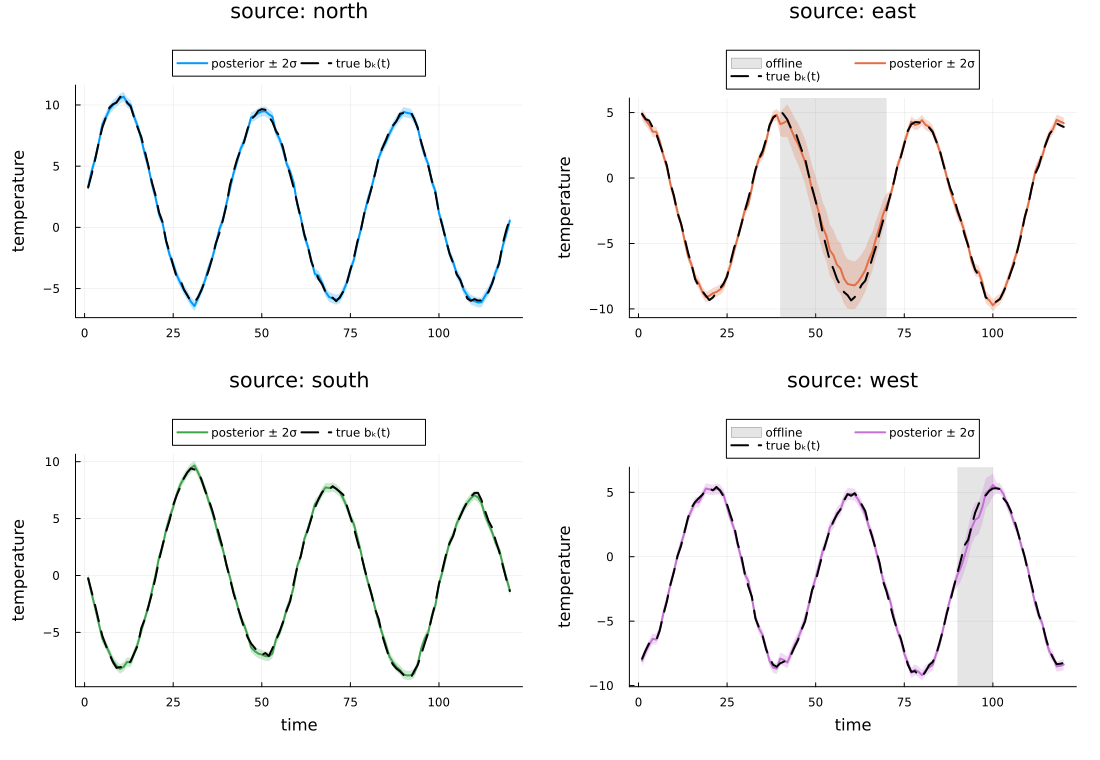 source: north
posterior ± 2σ
true bₖ(t)
temperature
10
5
0
−5
0
25
50
75
100
source: east
offline
posterior ± 2σ
true bₖ(t)
temperature
5
0
−5
−10
0
25
50
75
100
source: south
posterior ± 2σ
true bₖ(t)
temperature
10
5
0
−5
0
25
50
75
100
time
source: west
offline
posterior ± 2σ
true bₖ(t)
temperature
5
0
−5
−10
0
25
50
75
100
time